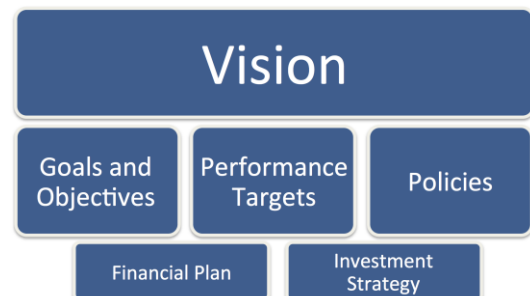 Vision
Goals and
Objectives
Performance
Targets
Policies
Financial Plan
Investment
Strategy